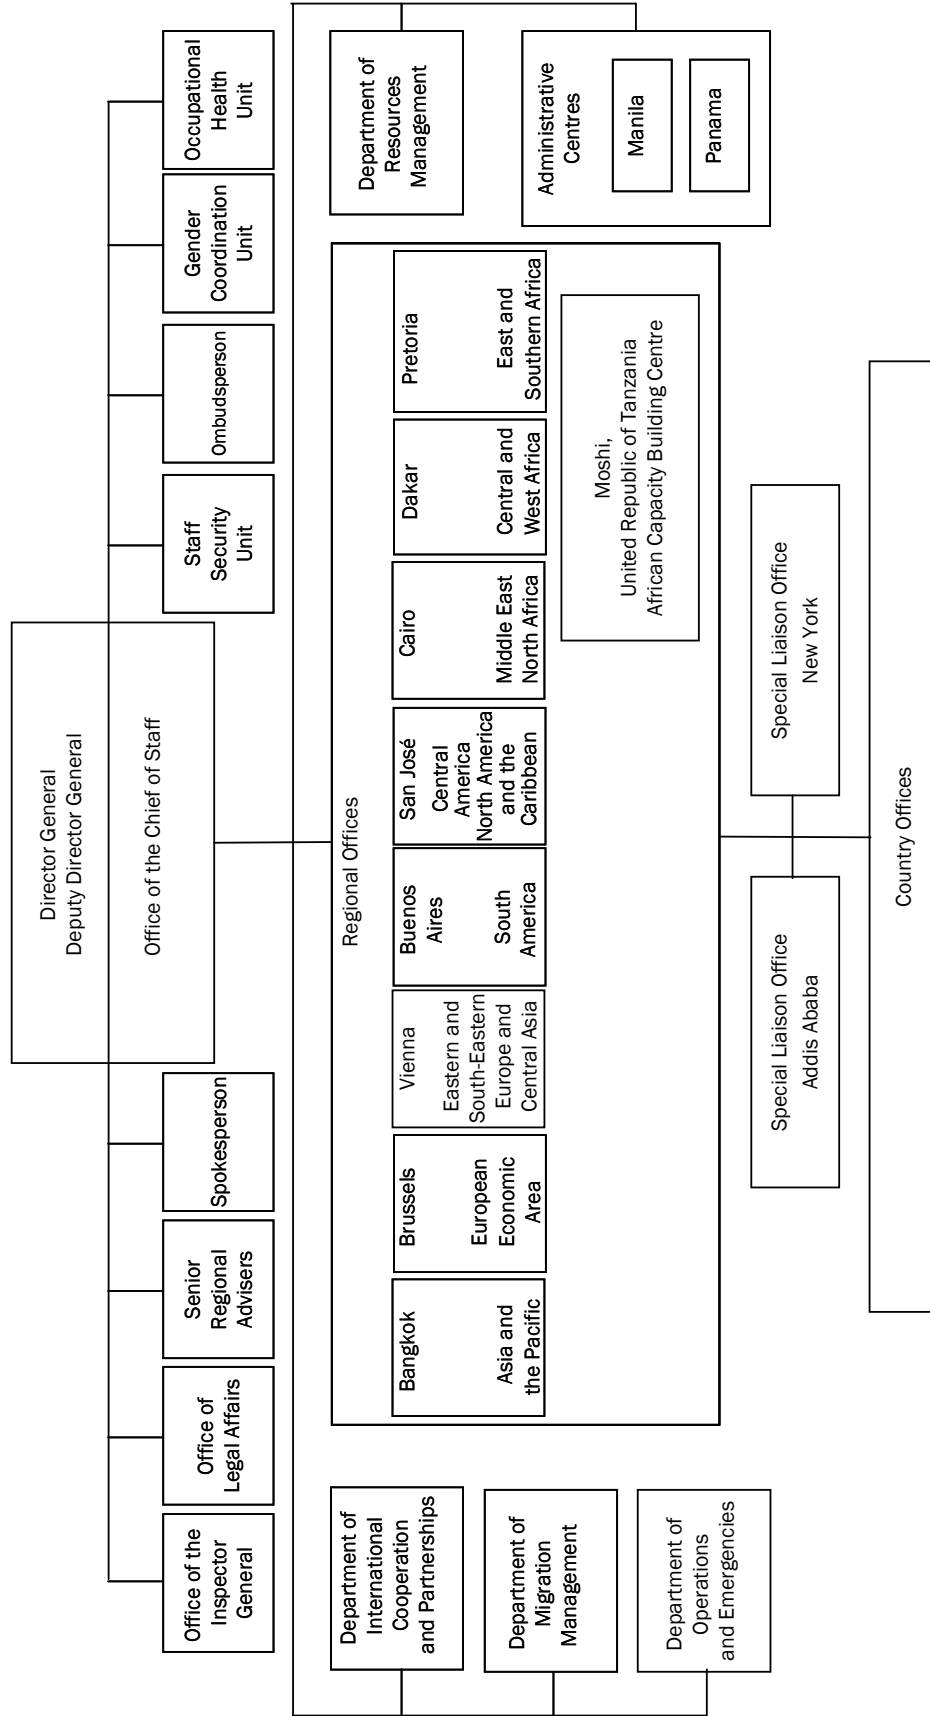 Director General
Deputy Director General
Office of the Chief of Staff
Office of the
Inspector
General
Office of
Legal Affairs
Senior
Regional
Advisers
Spokesperson
Staff
Security
Unit
Ombudsperson
Gender
Coordination
Unit
Occupational
Health
Unit
Department of
International
Cooperation
and Partnerships
Department of
Migration
Management
Department of
Operations
and Emergencies
Regional Offices
Bangkok
Asia and
the Pacific
Brussels
European
Economic
Area
Vienna
Eastern and
South-Eastern
Europe and
Central Asia
Buenos
Aires
South
America
San José
Central
America
North America
and the
Caribbean
Cairo
Middle East
North Africa
Dakar
Central and
West Africa
Pretoria
East and
Southern Africa
Moshi,
United Republic of Tanzania
African Capacity Building Centre
Department of
Resources
Management
Administrative
Centres
Manila
Panama
Special Liaison Office
Addis Ababa
Special Liaison Office
New York
Country Offices